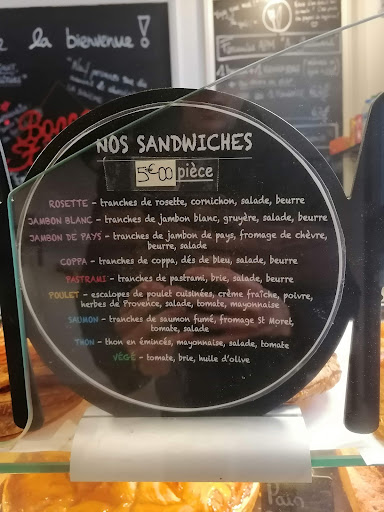 la bienvenue !
NOS SANDWICHES
5€00 pièce
ROSETTE – tranches de rosette, cornichon, salade, beurre
JAMBON BLANC – tranches de jambon blanc, gruyère, salade, beurre
JAMBON DE PAYS – tranches de jambon de pays, fromage de chèvre,
beurre, salade
COPPA – tranches de coppa, dés de bleu, salade, beurre
PASTRAMI – tranches de pastrami, brie, salade, beurre
POULET – escalopes de poulet cuisinées, crême fraîche, poivre,
herbes de Provence, salade, tomate, mayonnaise
SAUMON – tranches de saumon fumé, fromage St Moret,
tomate, salade
THON – thon en émincés, mayonnaise, salade, tomate
VÉGÉ – tomate, brie, huile d'olive
Pain